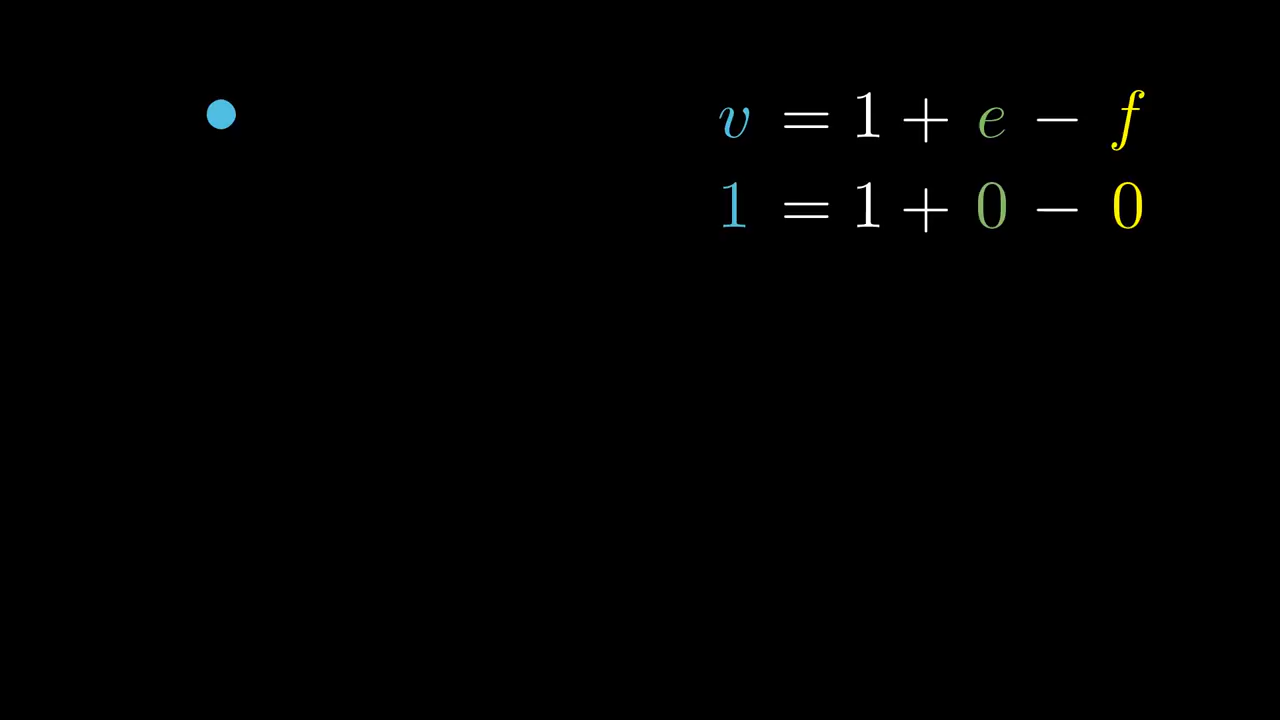 v = 1 + e − f
1 = 1 + 0 − 0